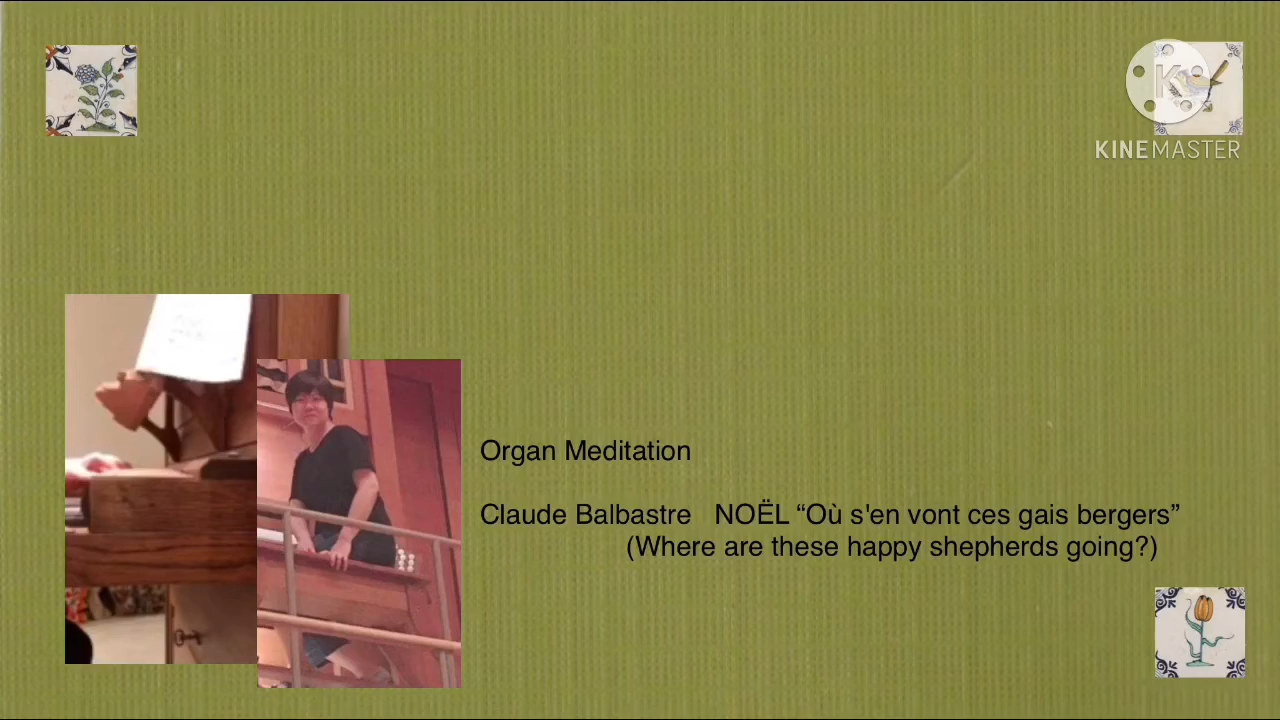 KINEMASTER
Organ Meditation
Claude Balbastre NOËL “Où s'en vont ces gais bergers”
(Where are these happy shepherds going?)